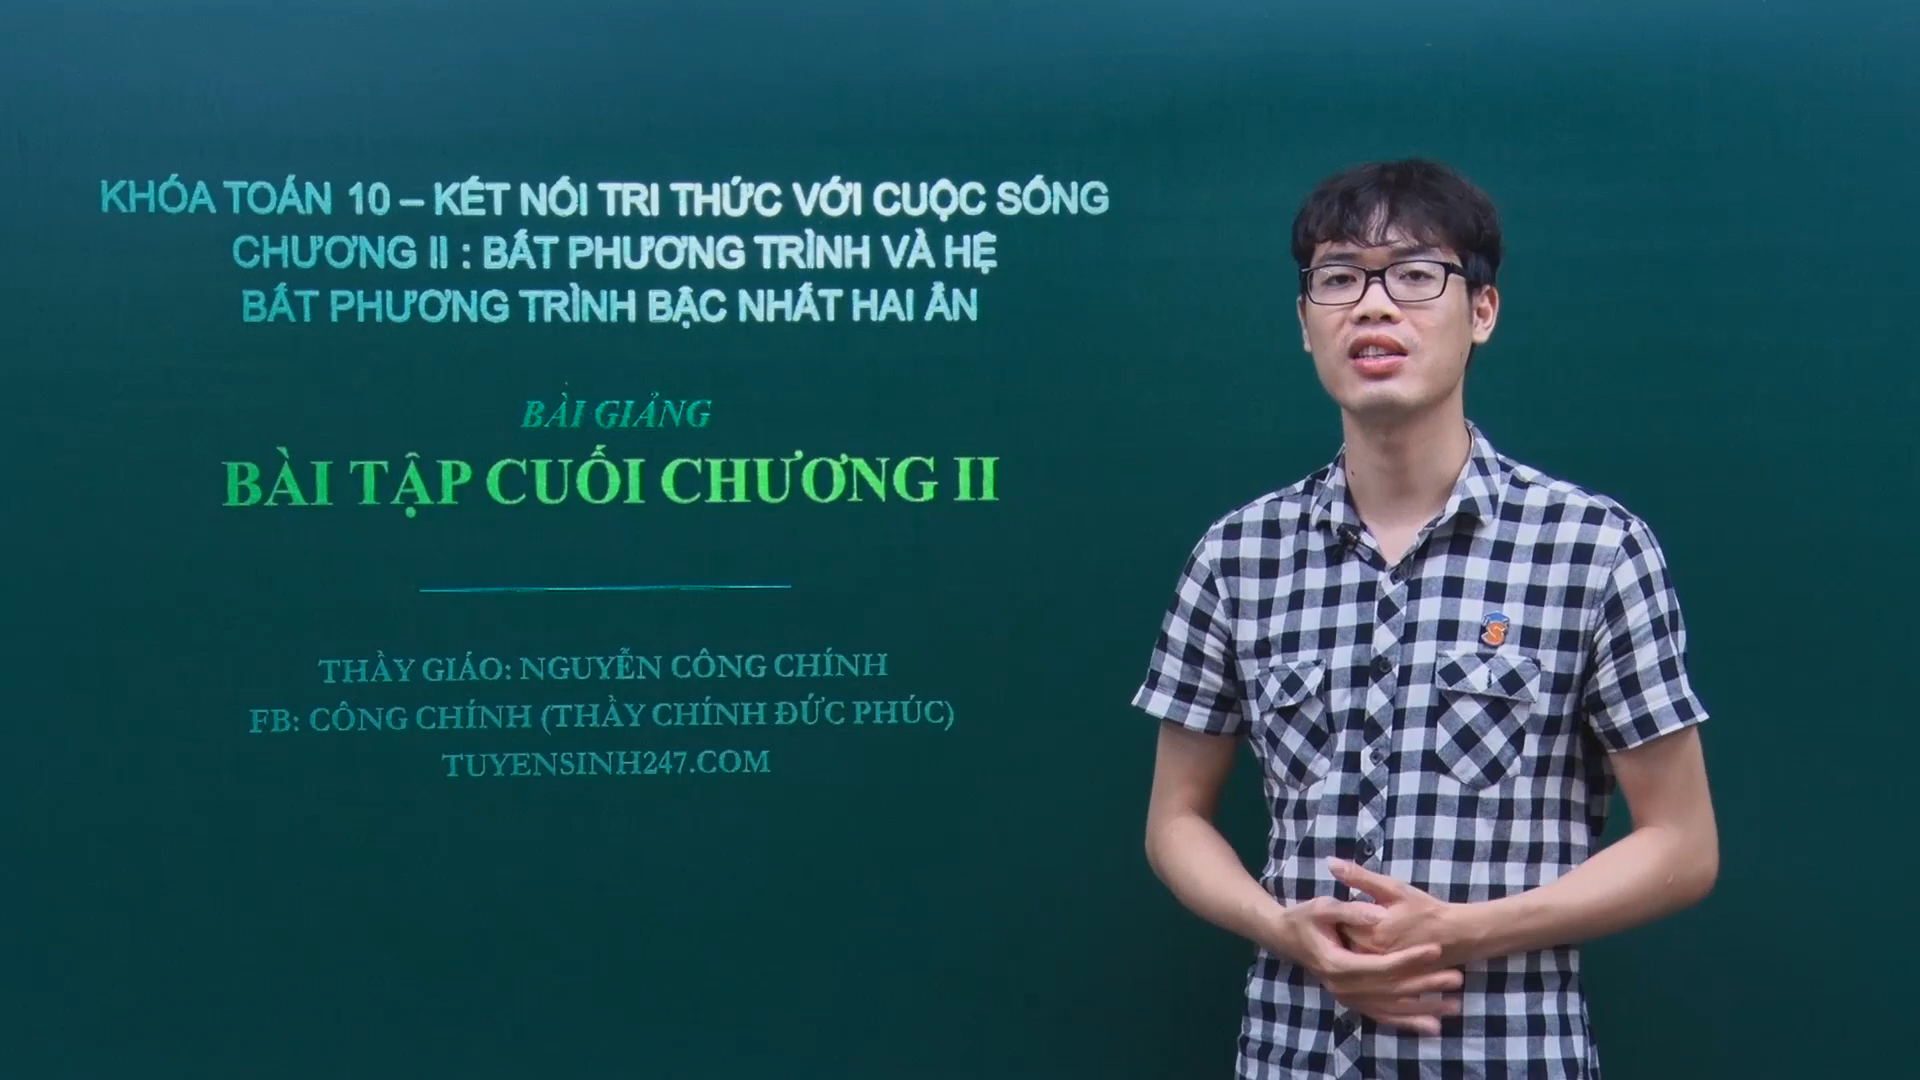 KHÓA TOÁN 10 – KẾT NỐI TRI THỨC VỚI CUỘC SỐNG
CHƯƠNG II : BẤT PHƯƠNG TRÌNH VÀ HỆ
BẤT PHƯƠNG TRÌNH BẬC NHẤT HAI ẨN
BÀI GIẢNG
BÀI TẬP CUỐI CHƯƠNG II
THẦY GIÁO: NGUYỄN CÔNG CHÍNH
FB: CÔNG CHÍNH (THẦY CHÍNH ĐỨC PHÚC)
TUYENSINH247.COM